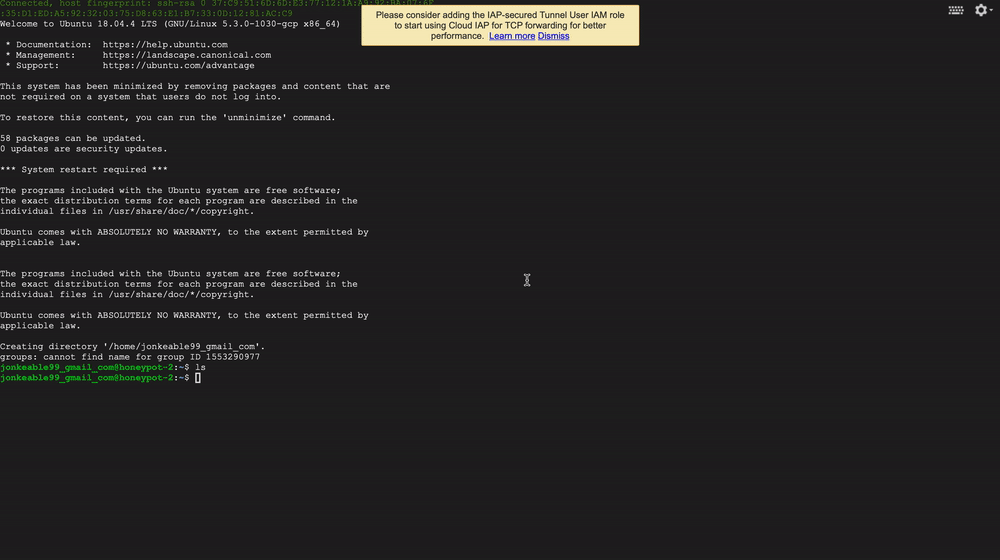 Connected, host fingerprint: ssh-rsa 0 37:C9:51:6D:6D:E3:77:12:1A
:35:D1:ED:A5:92:32:03:75:D8:63:E1:B7:33:0D:12:81:AC:C9
Welcome to Ubuntu 18.04.4 LTS (GNU/Linux 5.3.0-1030-gcp x86_64)
Please consider adding the IAP-secured Tunnel User IAM role
to start using Cloud IAP for TCP forwarding for better
performance. Learn more Dismiss
* Documentation: https://help.ubuntu.com
* Management: https://landscape.canonical.com
* Support: https://ubuntu.com/advantage
This system has been minimized by removing packages and content that are
not required on a system that users do not log into.
To restore this content, you can run the 'unminimize' command.
58 packages can be updated.
0 updates are security updates.
*** System restart required ***
The programs included with the Ubuntu system are free software;
the exact distribution terms for each program are described in the
individual files in /usr/share/doc/*/copyright.
Ubuntu comes with ABSOLUTELY NO WARRANTY, to the extent permitted by
applicable law.
The programs included with the Ubuntu system are free software;
the exact distribution terms for each program are described in the
individual files in /usr/share/doc/*/copyright.
Ubuntu comes with ABSOLUTELY NO WARRANTY, to the extent permitted by
applicable law.
Creating directory '/home/jonkeable99_gmail_com'.
groups: cannot find name for group ID 1553290977
jonkeable99_gmail_com@honeypot-2:~$ ls
jonkeable99_gmail_com@honeypot-2:~$